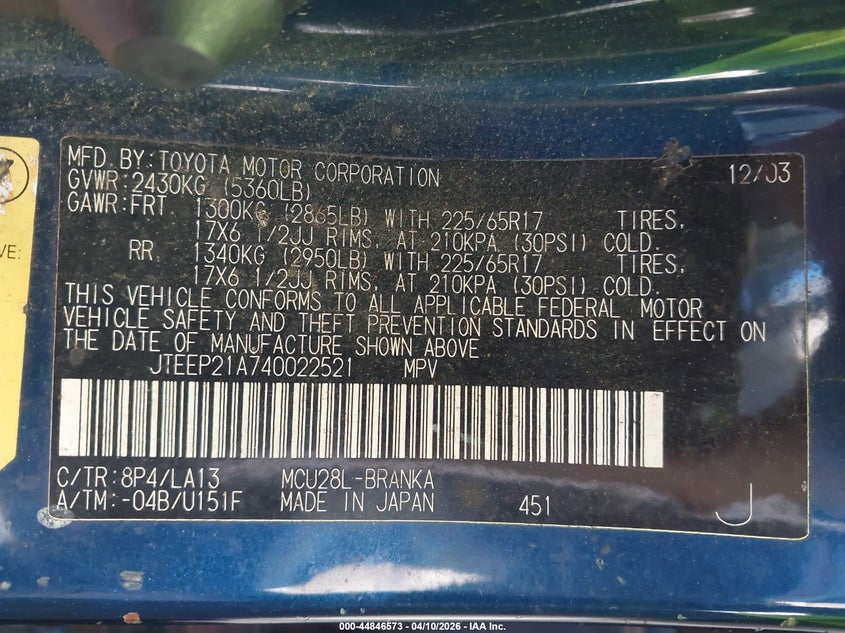 MFD. BY: TOYOTA MOTOR CORPORATION 12/03
GVWR: 2430KG (5360LB)
GAWR: FRT 1300KG (2865LB) WITH 225/65R17 TIRES,
17X6 1/2JJ RIMS, AT 210KPA (30PSI) COLD.
RR 1340KG (2950LB) WITH 225/65R17 TIRES,
17X6 1/2JJ RIMS, AT 210KPA (30PSI) COLD.
THIS VEHICLE CONFORMS TO ALL APPLICABLE FEDERAL MOTOR
VEHICLE SAFETY AND THEFT PREVENTION STANDARDS IN EFFECT ON
THE DATE OF MANUFACTURE SHOWN ABOVE
JTEEP21A740022521 MPV
C/TR: 8P4/LA13 MCU28L-BRANKA
A/TM: -04B/U151F MADE IN JAPAN 451 J
000-44846573 - 04/10/2026 - IAA Inc.